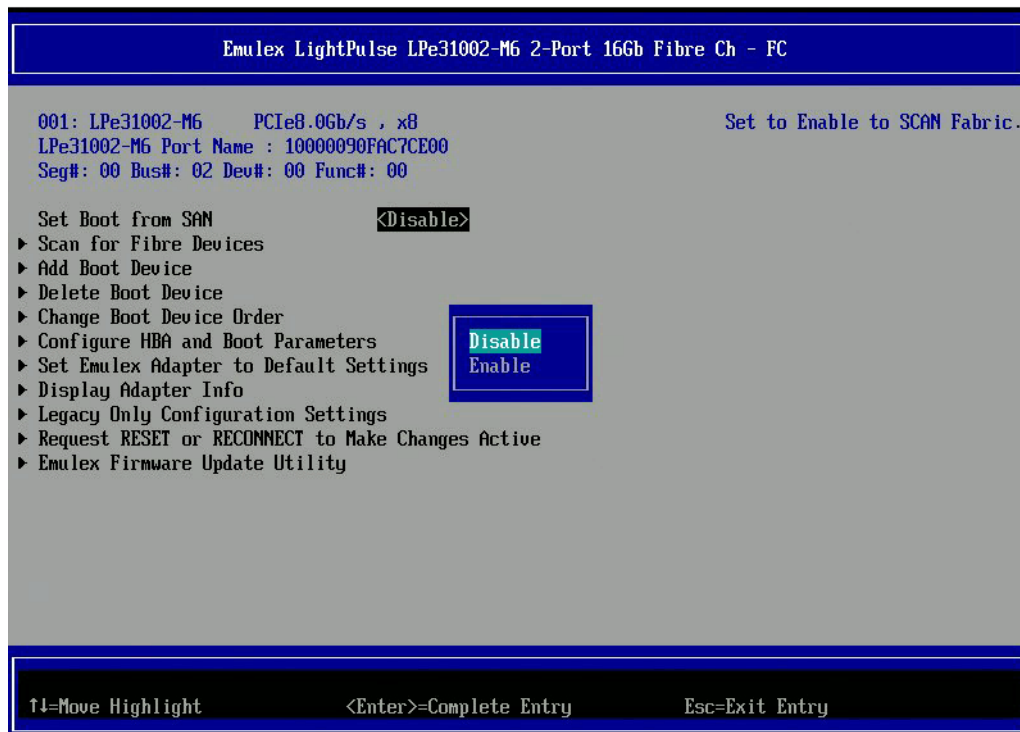 Emulex LightPulse LPe31002-M6 2-Port 16Gb Fibre Ch - FC
001: LPe31002-M6 PCIe8.0Gb/s , x8
Set to Enable to SCAN Fabric.
LPe31002-M6 Port Name : 10000090FAC7CE00
Seg#: 00 Bus#: 02 Dev#: 00 Func#: 00
Set Boot from SAN <Disable>
Scan for Fibre Devices
Add Boot Device
Delete Boot Device
Change Boot Device Order
Configure HBA and Boot Parameters
Set Emulex Adapter to Default Settings
Display Adapter Info
Legacy Only Configuration Settings
Request RESET or RECONNECT to Make Changes Active
Emulex Firmware Update Utility
Disable
Enable
↑↓=Move Highlight <Enter>=Complete Entry Esc=Exit Entry